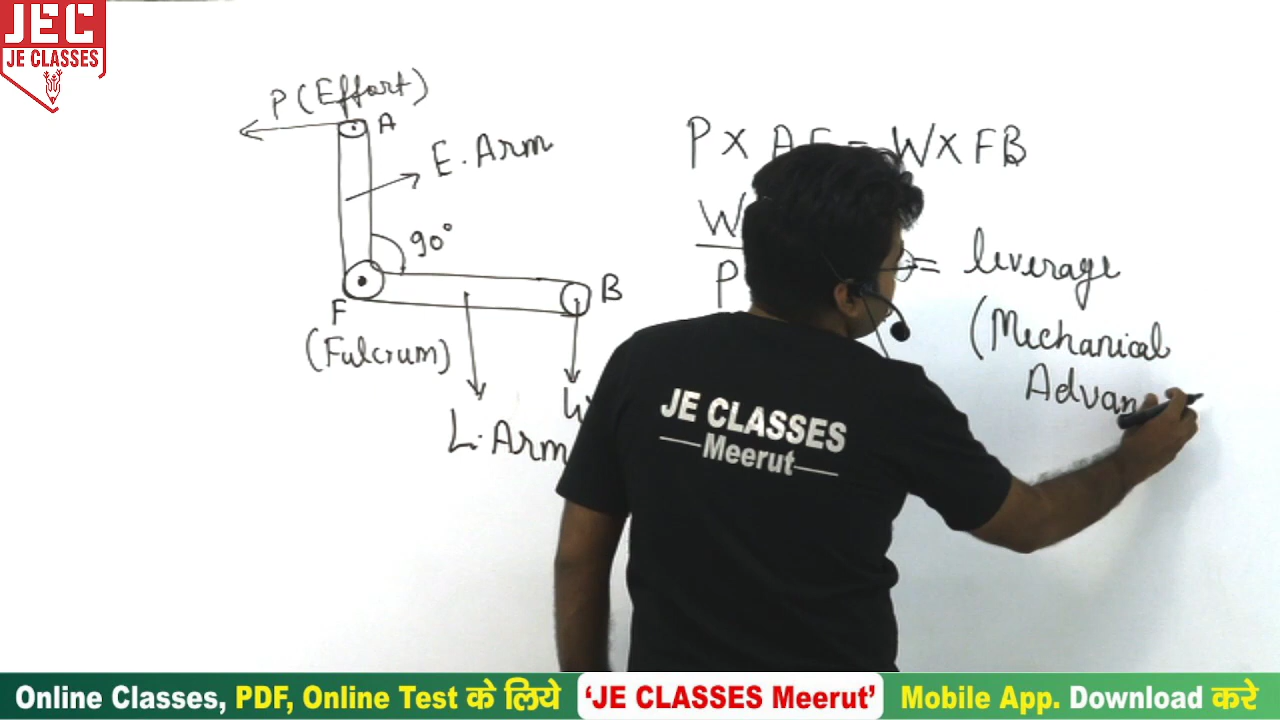 JEC
JE CLASSES
P (Effort)
A
E. Arm
90°
F
(Fulcrum)
B
L. Arm
P X AF = W X FB
W
P
= leverage
(Mechanical
Advan
JE CLASSES
Meerut
Online Classes, PDF, Online Test के लिये 'JE CLASSES Meerut' Mobile App. Download करे